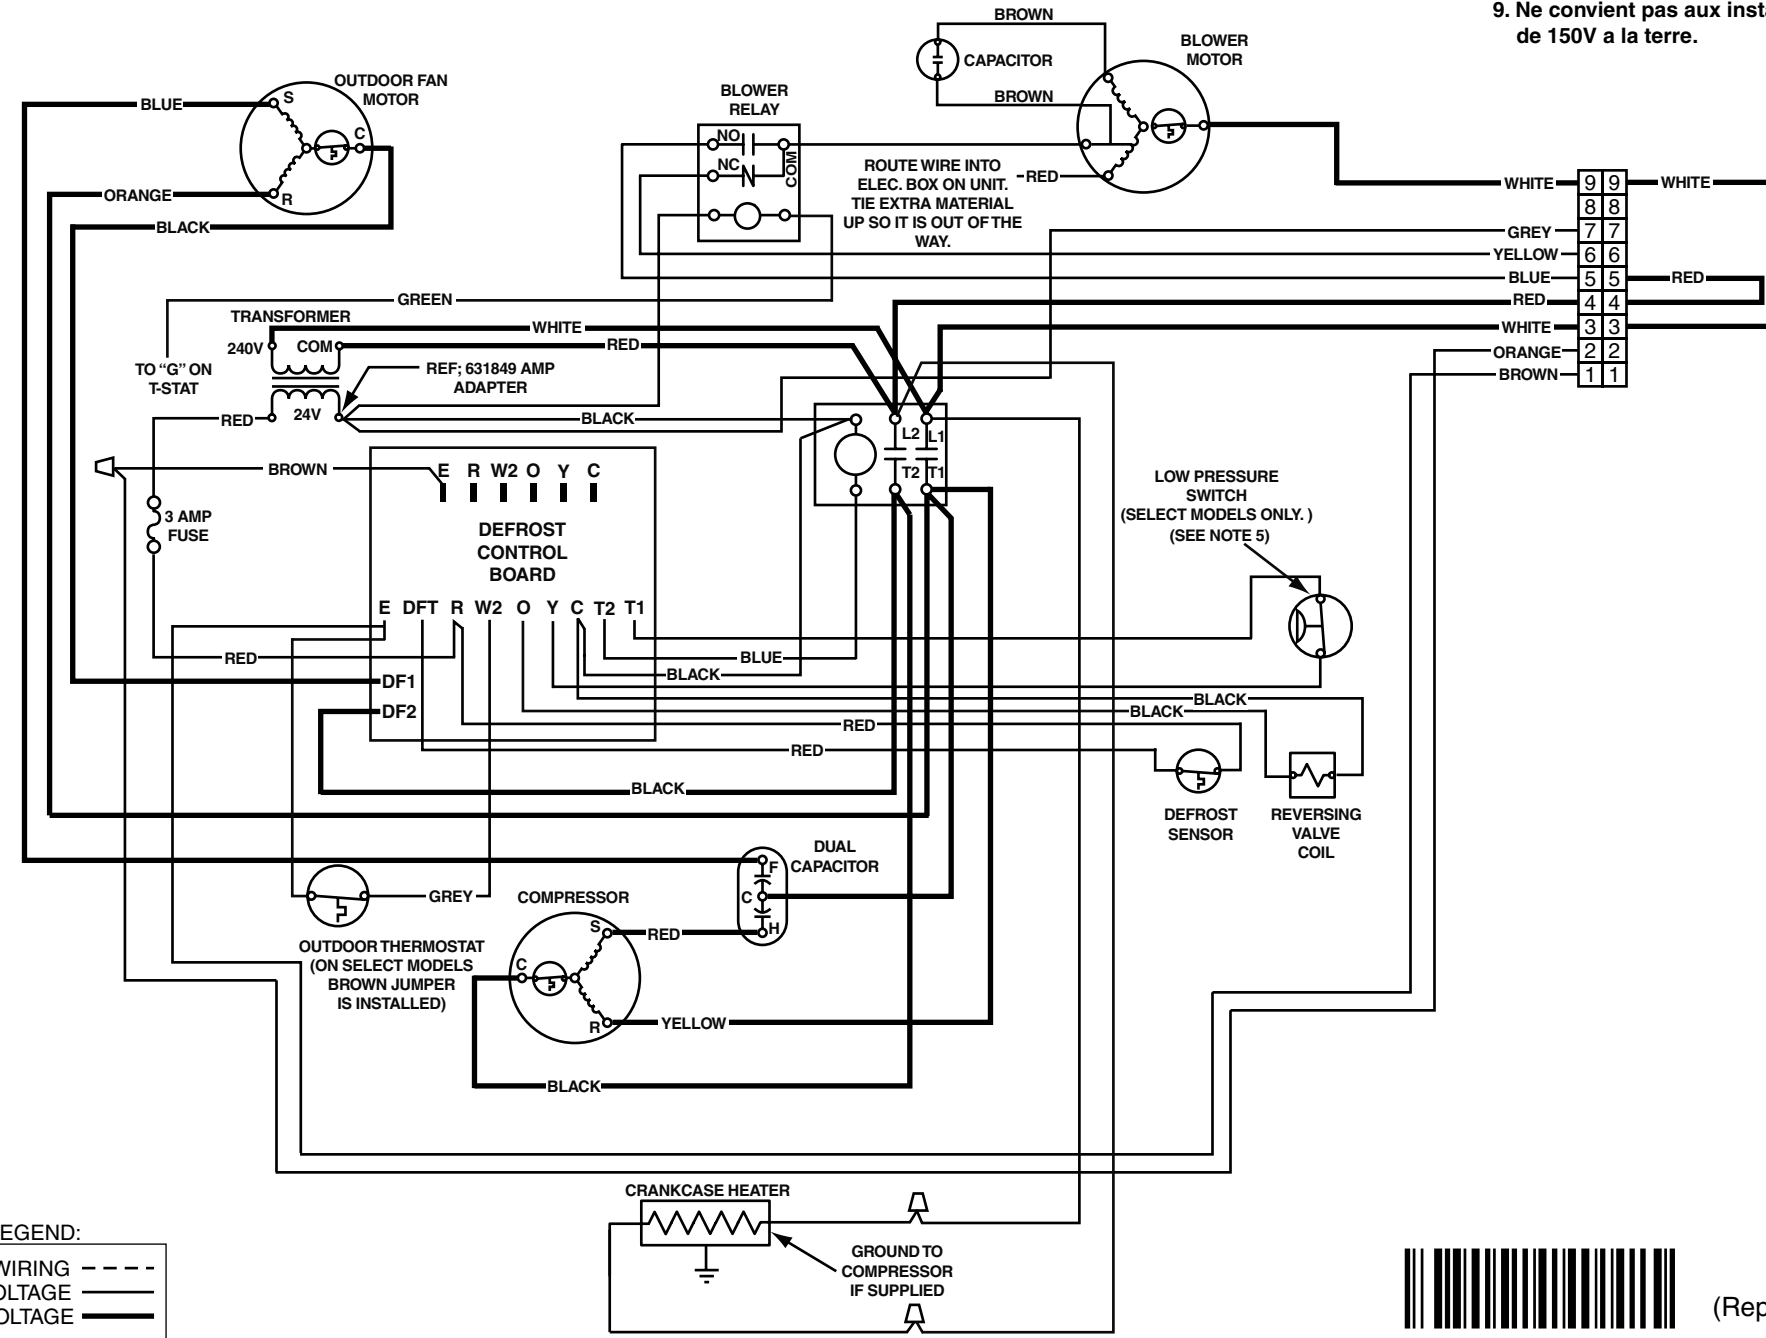 9. Ne convient pas aux
de 150V a la terre.
BROWN
CAPACITOR
BROWN
BLOWER
MOTOR
OUTDOOR FAN
MOTOR
BLUE
S
C
R
ORANGE
BLACK
BLOWER
RELAY
NO
NC
COM
ROUTE WIRE INTO
ELEC. BOX ON UNIT.
TIE EXTRA MATERIAL
UP SO IT IS OUT OF THE
WAY.
RED
WHITE 9 9 WHITE
8 8
GREY 7 7
YELLOW 6 6
BLUE 5 5 RED
RED 4 4
WHITE 3 3
ORANGE 2 2
BROWN 1 1
GREEN
TRANSFORMER
WHITE
240V COM
RED
TO “G” ON
T-STAT
REF; 631849 AMP
ADAPTER
RED 24V
BLACK
L2 L1
T2 T1
BROWN
E R W2 O Y C
3 AMP
FUSE
DEFROST
CONTROL
BOARD
LOW PRESSURE
SWITCH
(SELECT MODELS ONLY. )
(SEE NOTE 5)
E DFT R W2 O Y C T2 T1
RED
BLUE
BLACK
DF1
DF2
BLACK
BLACK
RED
RED
BLACK
DEFROST
SENSOR
REVERSING
VALVE
COIL
DUAL
CAPACITOR
F
C
H
GREY
COMPRESSOR
S
C
R
RED
OUTDOOR THERMOSTAT
(ON SELECT MODELS
BROWN JUMPER
IS INSTALLED)
YELLOW
BLACK
CRANKCASE HEATER
GROUND TO
COMPRESSOR
IF SUPPLIED
EGEND:
WIRING
OLTAGE
OLTAGE